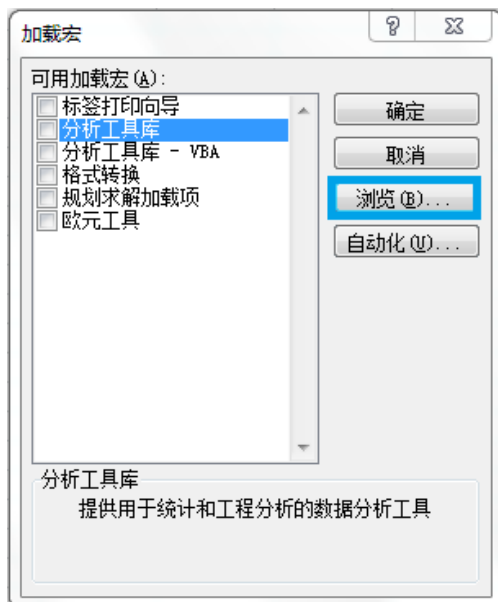 加载宏
可用加载宏(A):
标签打印向导
分析工具库
分析工具库 - VBA
格式转换
规划求解加载项
欧元工具
确定
取消
浏览(B)...
自动化(U)...
分析工具库
提供用于统计和工程分析的数据分析工具